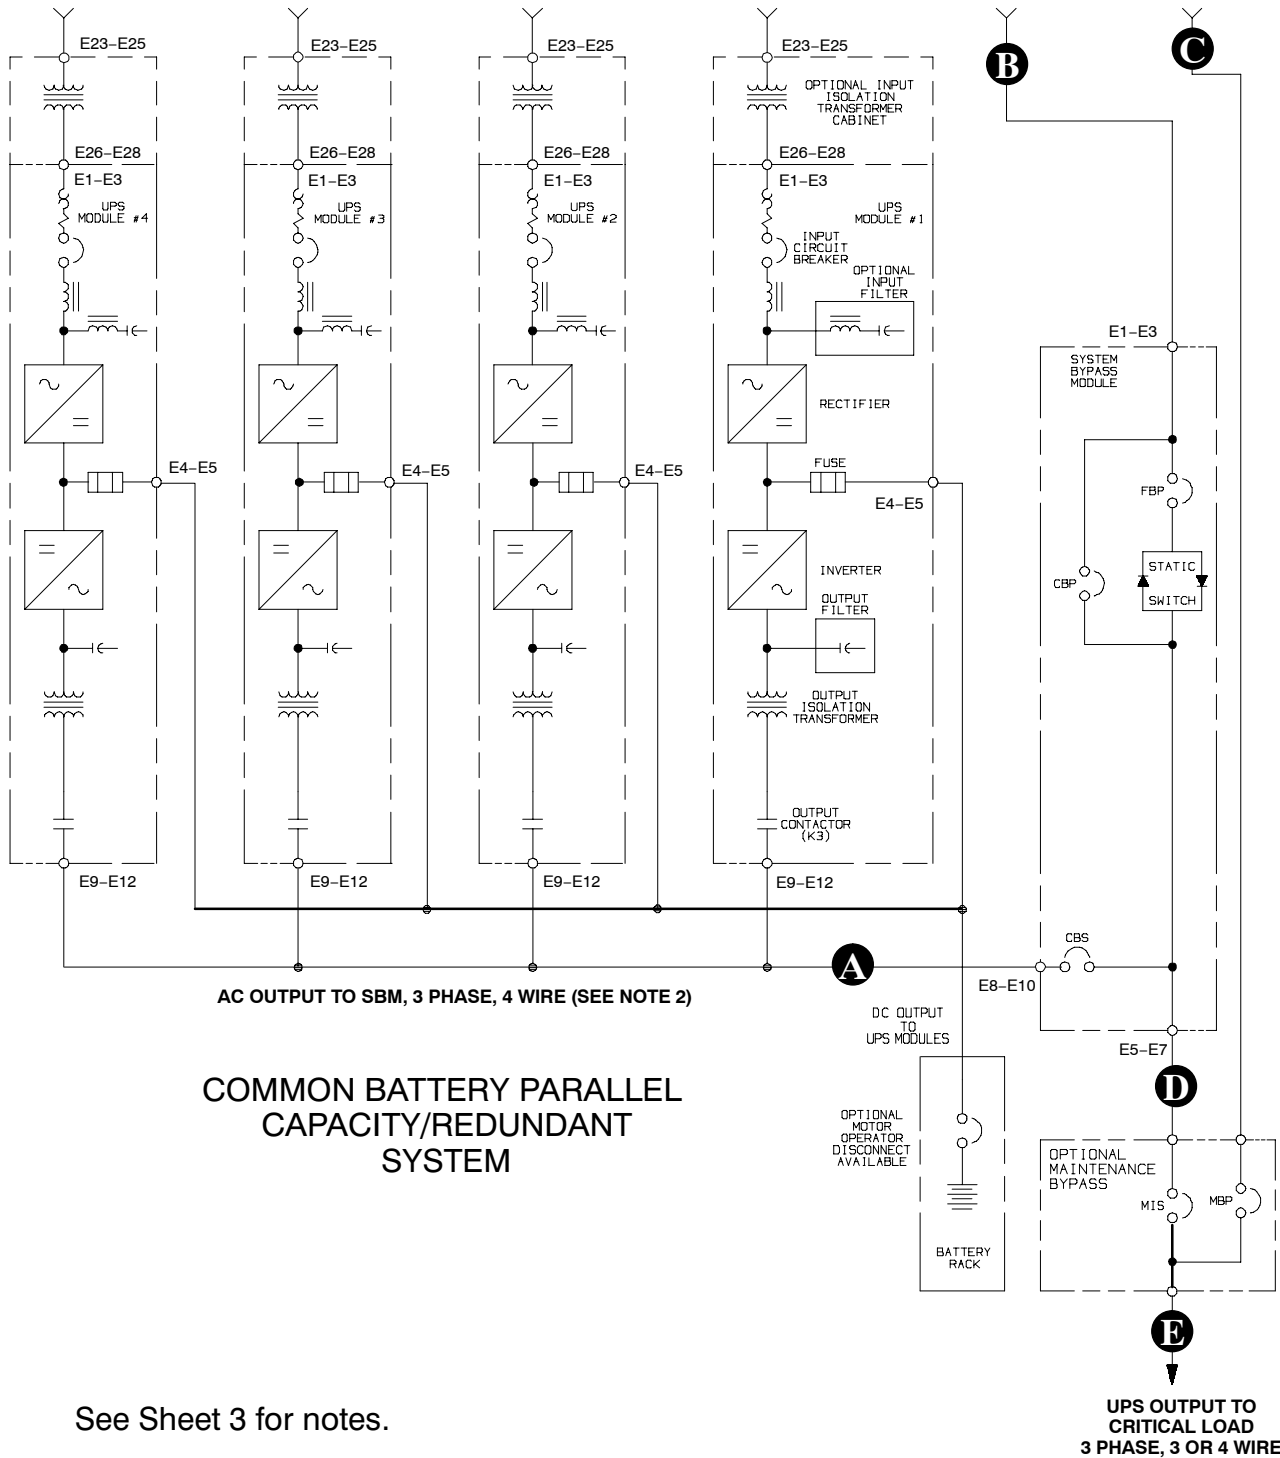 B
C
E23–E25
E23–E25
E23–E25
E23–E25
OPTIONAL INPUT
ISOLATION
TRANSFORMER
CABINET
E26–E28
E26–E28
E26–E28
E26–E28
E1–E3
E1–E3
E1–E3
E1–E3
UPS
MODULE #4
UPS
MODULE #3
UPS
MODULE #2
UPS
MODULE #1
INPUT
CIRCUIT
BREAKER
OPTIONAL
INPUT
FILTER
E1–E3
SYSTEM
BYPASS
MODULE
RECTIFIER
E4–E5
E4–E5
E4–E5
FUSE
E4–E5
FBP
CBP
STATIC
SWITCH
INVERTER
OUTPUT
FILTER
OUTPUT
ISOLATION
TRANSFORMER
OUTPUT
CONTACTOR
(K3)
E9–E12
E9–E12
E9–E12
E9–E12
A
CBS
E8–E10
AC OUTPUT TO SBM, 3 PHASE, 4 WIRE (SEE NOTE 2)
DC OUTPUT
TO
UPS MODULES
E5–E7
D
COMMON BATTERY PARALLEL
CAPACITY/REDUNDANT
SYSTEM
OPTIONAL
MOTOR
OPERATOR
DISCONNECT
AVAILABLE
BATTERY
RACK
OPTIONAL
MAINTENANCE
BYPASS
MIS
MBP
E
UPS OUTPUT TO
CRITICAL LOAD
3 PHASE, 3 OR 4 WIRE
See Sheet 3 for notes.